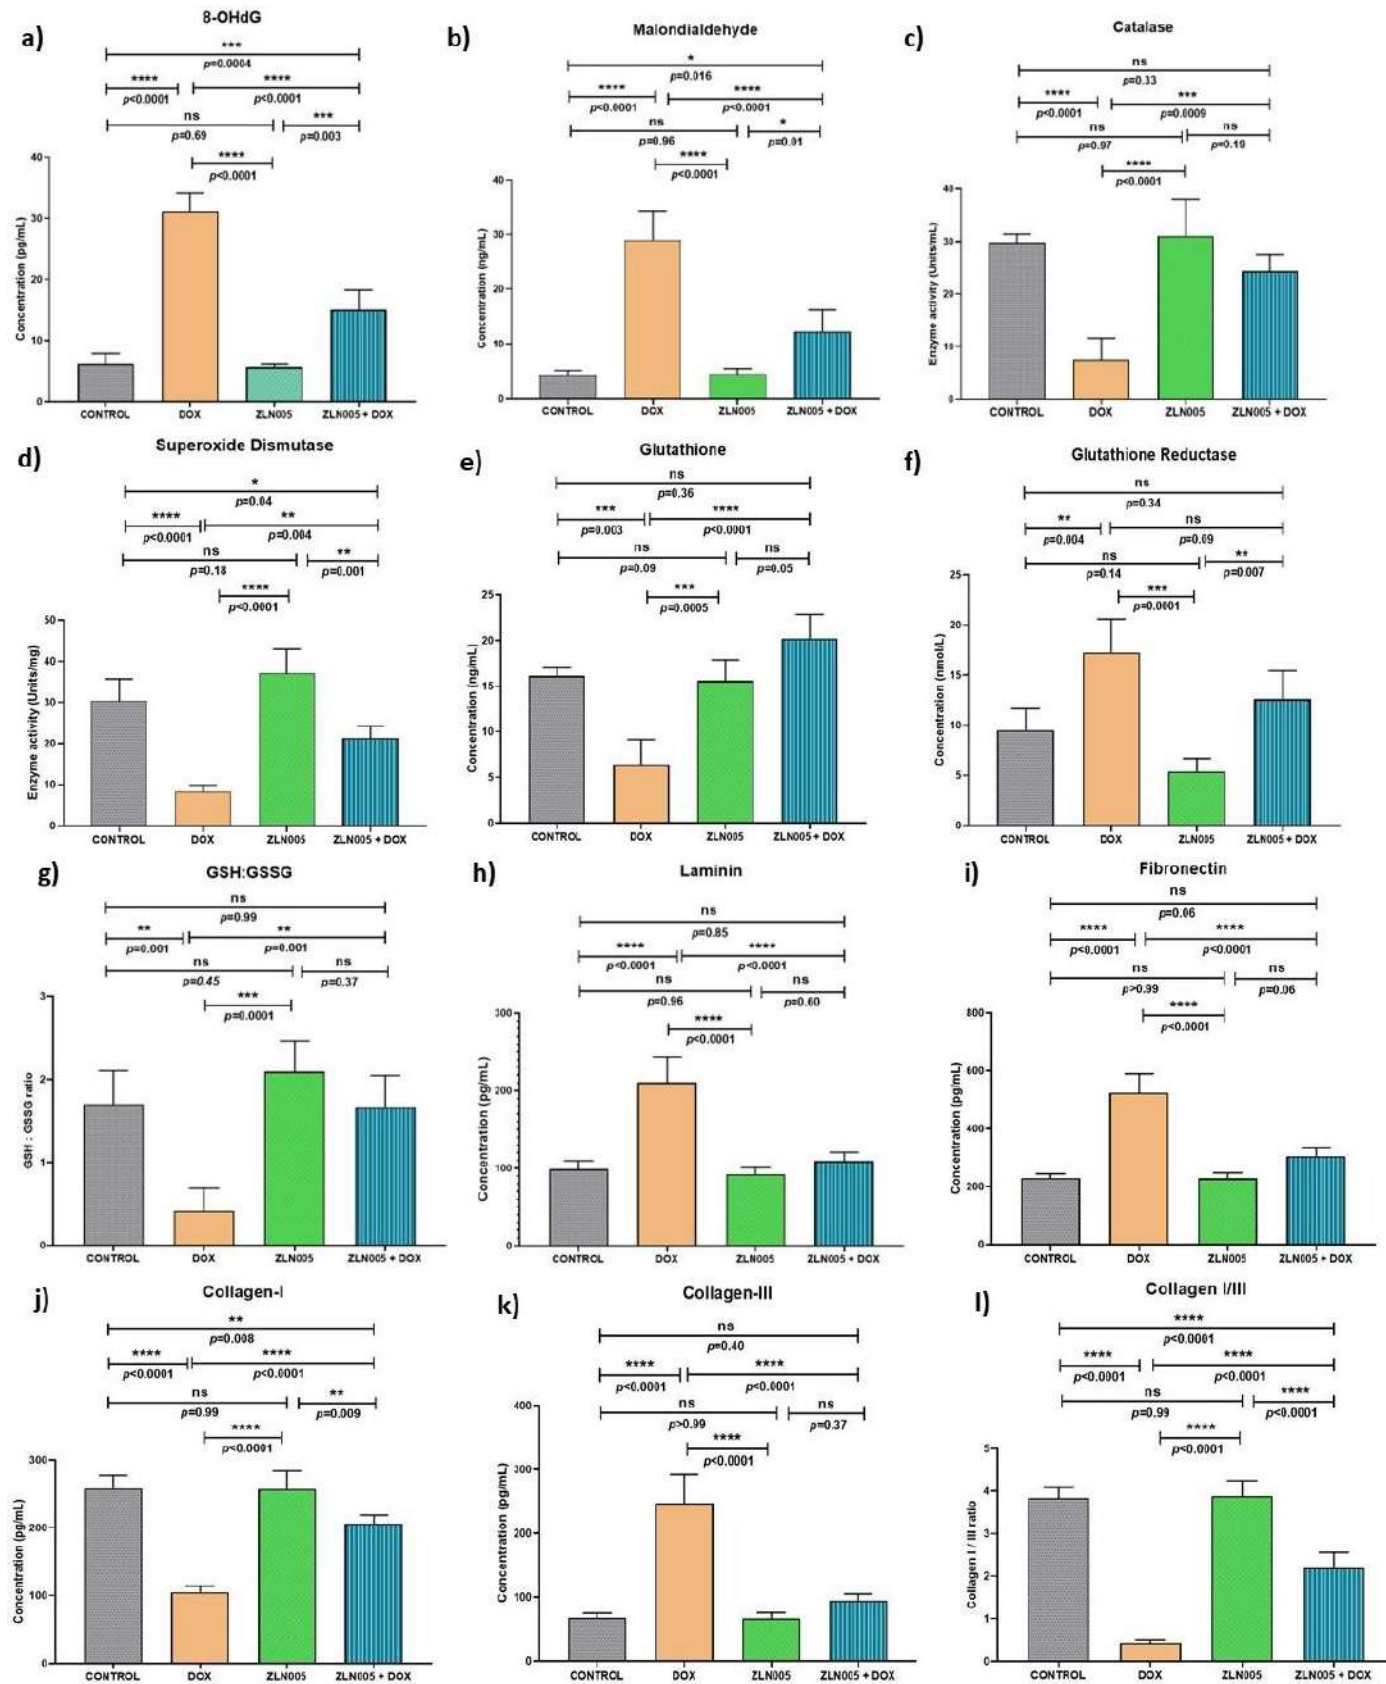 a)
8-OHdG
***
p=0.0004
**** ****
p<0.0001 p<0.0001
ns ***
p=0.69 p=0.003
****
p<0.0001
Concentration (pg/mL)
40
30
20
10
0
CONTROL DOX ZLN005 ZLN005 + DOX
b)
Malondialdehyde
*
p=0.016
**** ****
p<0.0001 p<0.0001
ns *
p=0.96 p=0.01
****
p<0.0001
Concentration (ng/mL)
40
30
20
10
0
CONTROL DOX ZLN005 ZLN005 + DOX
c)
Catalase
ns
p=0.33
**** ***
p<0.0001 p=0.0009
ns ns
p=0.97 p=0.19
****
p<0.0001
Enzyme activity (Units/mL)
40
30
20
10
0
CONTROL DOX ZLN005 ZLN005 + DOX
d)
Superoxide Dismutase
*
p=0.04
**** **
p<0.0001 p=0.004
ns **
p=0.18 p=0.001
****
p<0.0001
Enzyme activity (Units/mg)
50
40
30
20
10
0
CONTROL DOX ZLN005 ZLN005 + DOX
e)
Glutathione
ns
p=0.36
*** ****
p=0.003 p<0.0001
ns ns
p=0.09 p=0.05
***
p=0.0005
Concentration (ng/mL)
25
20
15
10
5
0
CONTROL DOX ZLN005 ZLN005 + DOX
f)
Glutathione Reductase
ns
p=0.34
** ns
p=0.004 p=0.09
ns **
p=0.14 p=0.007
***
p=0.0001
Concentration (nmol/L)
25
20
15
10
5
0
CONTROL DOX ZLN005 ZLN005 + DOX
g)
GSH:GSSG
ns
p=0.99
** **
p=0.001 p=0.001
ns ns
p=0.45 p=0.37
***
p=0.0001
GSH : GSSG ratio
3
2
1
0
CONTROL DOX ZLN005 ZLN005 + DOX
h)
Laminin
ns
p=0.85
**** ****
p<0.0001 p<0.0001
ns ns
p=0.96 p=0.60
****
p<0.0001
Concentration (pg/mL)
300
200
100
0
CONTROL DOX ZLN005 ZLN005 + DOX
i)
Fibronectin
ns
p=0.06
**** ****
p<0.0001 p<0.0001
ns ns
p>0.99 p=0.06
****
p<0.0001
Concentration (pg/mL)
800
600
400
200
0
CONTROL DOX ZLN005 ZLN005 + DOX
j)
Collagen-I
**
p=0.008
**** ****
p<0.0001 p<0.0001
ns **
p=0.99 p=0.009
****
p<0.0001
Concentration (pg/mL)
300
200
100
0
CONTROL DOX ZLN005 ZLN005 + DOX
k)
Collagen-III
ns
p=0.40
**** ****
p<0.0001 p<0.0001
ns ns
p>0.99 p=0.37
****
p<0.0001
Concentration (pg/mL)
400
300
200
100
0
CONTROL DOX ZLN005 ZLN005 + DOX
l)
Collagen I/III
****
p<0.0001
**** ****
p<0.0001 p<0.0001
ns ****
p=0.99 p<0.0001
****
p<0.0001
Collagen I / III ratio
5
4
3
2
1
0
CONTROL DOX ZLN005 ZLN005 + DOX